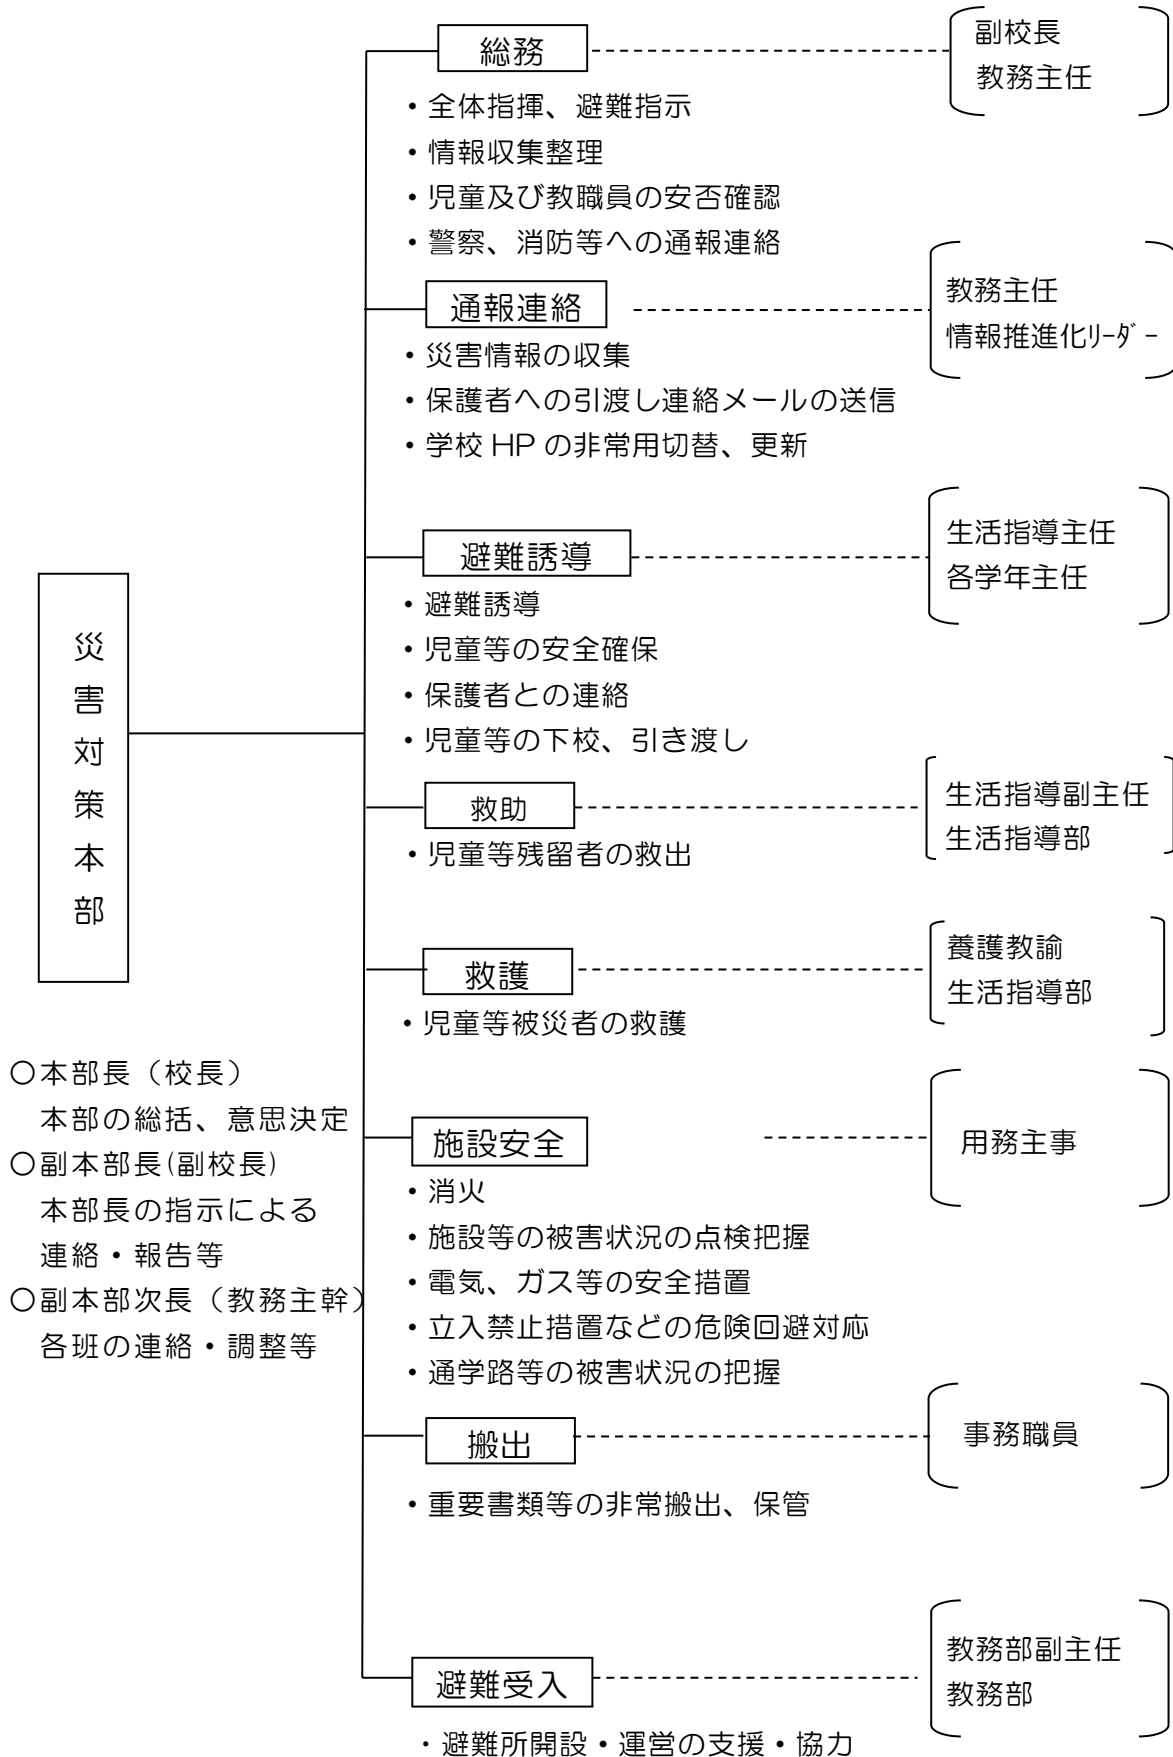 総務
副校長
教務主任
・全体指揮、避難指示
・情報収集整理
・児童及び教職員の安否確認
・警察、消防等への通報連絡
通報連絡
教務主任
情報推進化ﾘｰﾀﾞｰ
・災害情報の収集
・保護者への引渡し連絡メールの送信
・学校 HP の非常用切替、更新
避難誘導
生活指導主任
各学年主任
・避難誘導
・児童等の安全確保
・保護者との連絡
・児童等の下校、引き渡し
災害対策本部
救助
生活指導副主任
生活指導部
・児童等残留者の救出
救護
養護教諭
生活指導部
・児童等被災者の救護
〇本部長（校長）
本部の総括、意思決定
〇副本部長(副校長)
本部長の指示による
連絡・報告等
〇副本部次長（教務主幹）
各班の連絡・調整等
施設安全
用務主事
・消火
・施設等の被害状況の点検把握
・電気、ガス等の安全措置
・立入禁止措置などの危険回避対応
・通学路等の被害状況の把握
搬出
事務職員
・重要書類等の非常搬出、保管
避難受入
教務部副主任
教務部
・避難所開設・運営の支援・協力